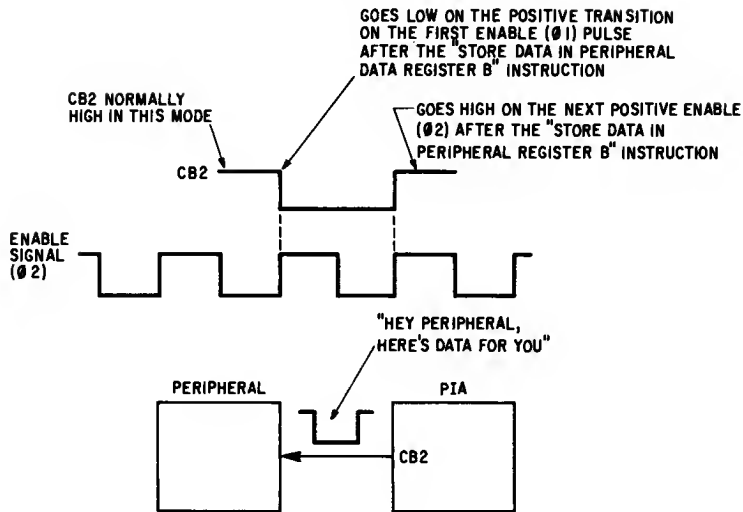 GOES LOW ON THE POSITIVE TRANSITION
ON THE FIRST ENABLE (Ø1) PULSE
AFTER THE "STORE DATA IN PERIPHERAL
DATA REGISTER B" INSTRUCTION
CB2 NORMALLY
HIGH IN THIS MODE
GOES HIGH ON THE NEXT POSITIVE ENABLE
(Ø2) AFTER THE "STORE DATA IN
PERIPHERAL REGISTER B" INSTRUCTION
CB2
ENABLE
SIGNAL
(Ø2)
"HEY PERIPHERAL,
HERE'S DATA FOR YOU"
PERIPHERAL
PIA
CB2